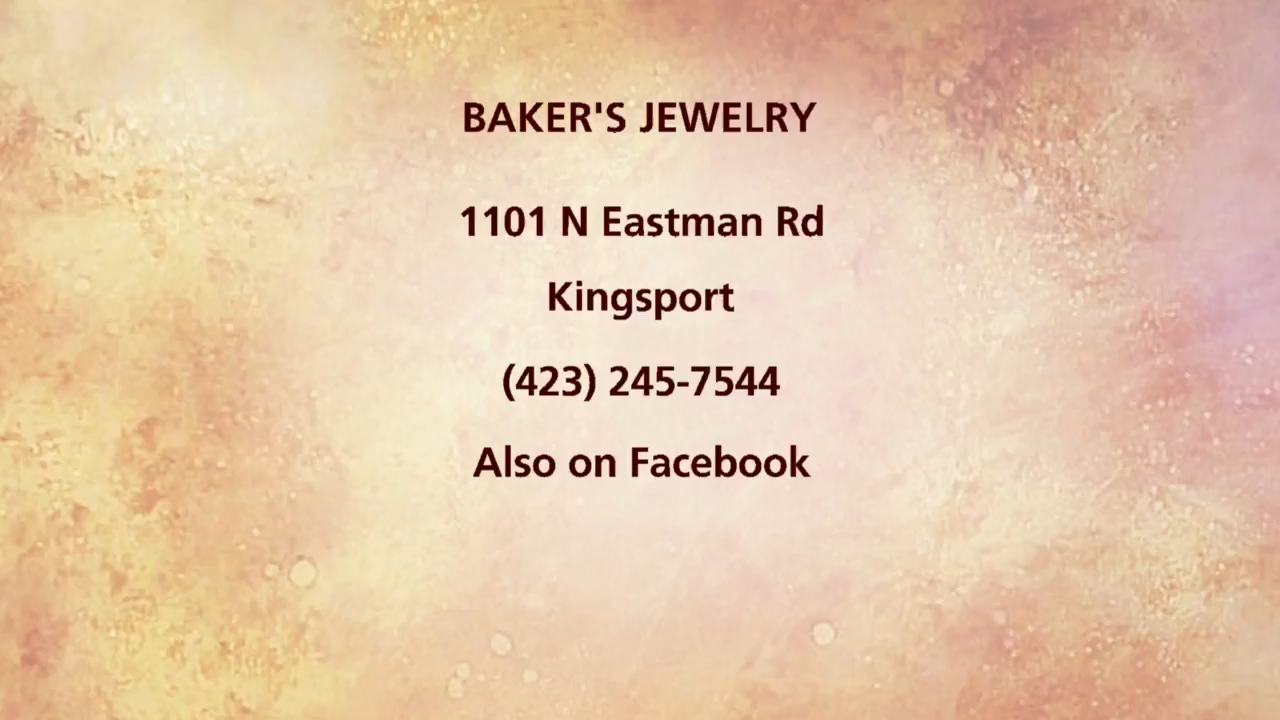 BAKER'S JEWELRY
1101 N Eastman Rd
Kingsport
(423) 245-7544
Also on Facebook